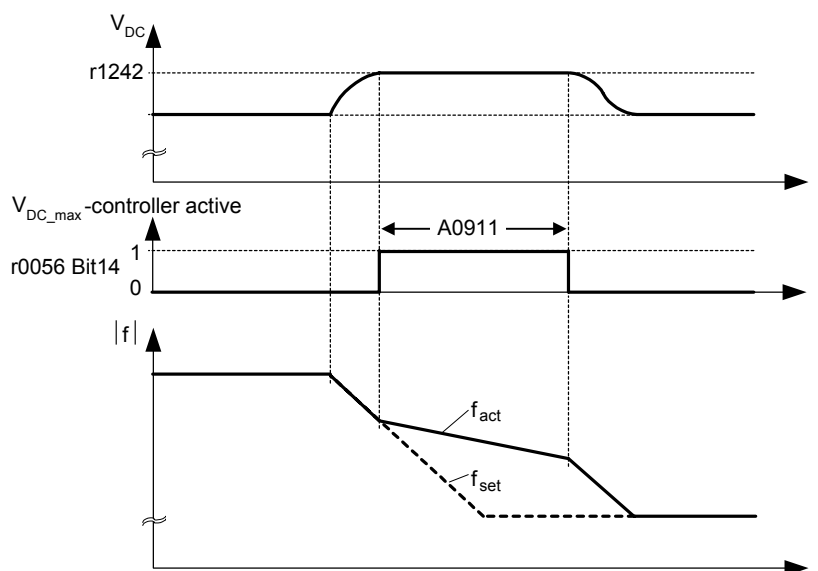 V_DC
r1242
V_DC_max-controller active
A0911
1
r0056 Bit14
0
|f|
f_act
f_set